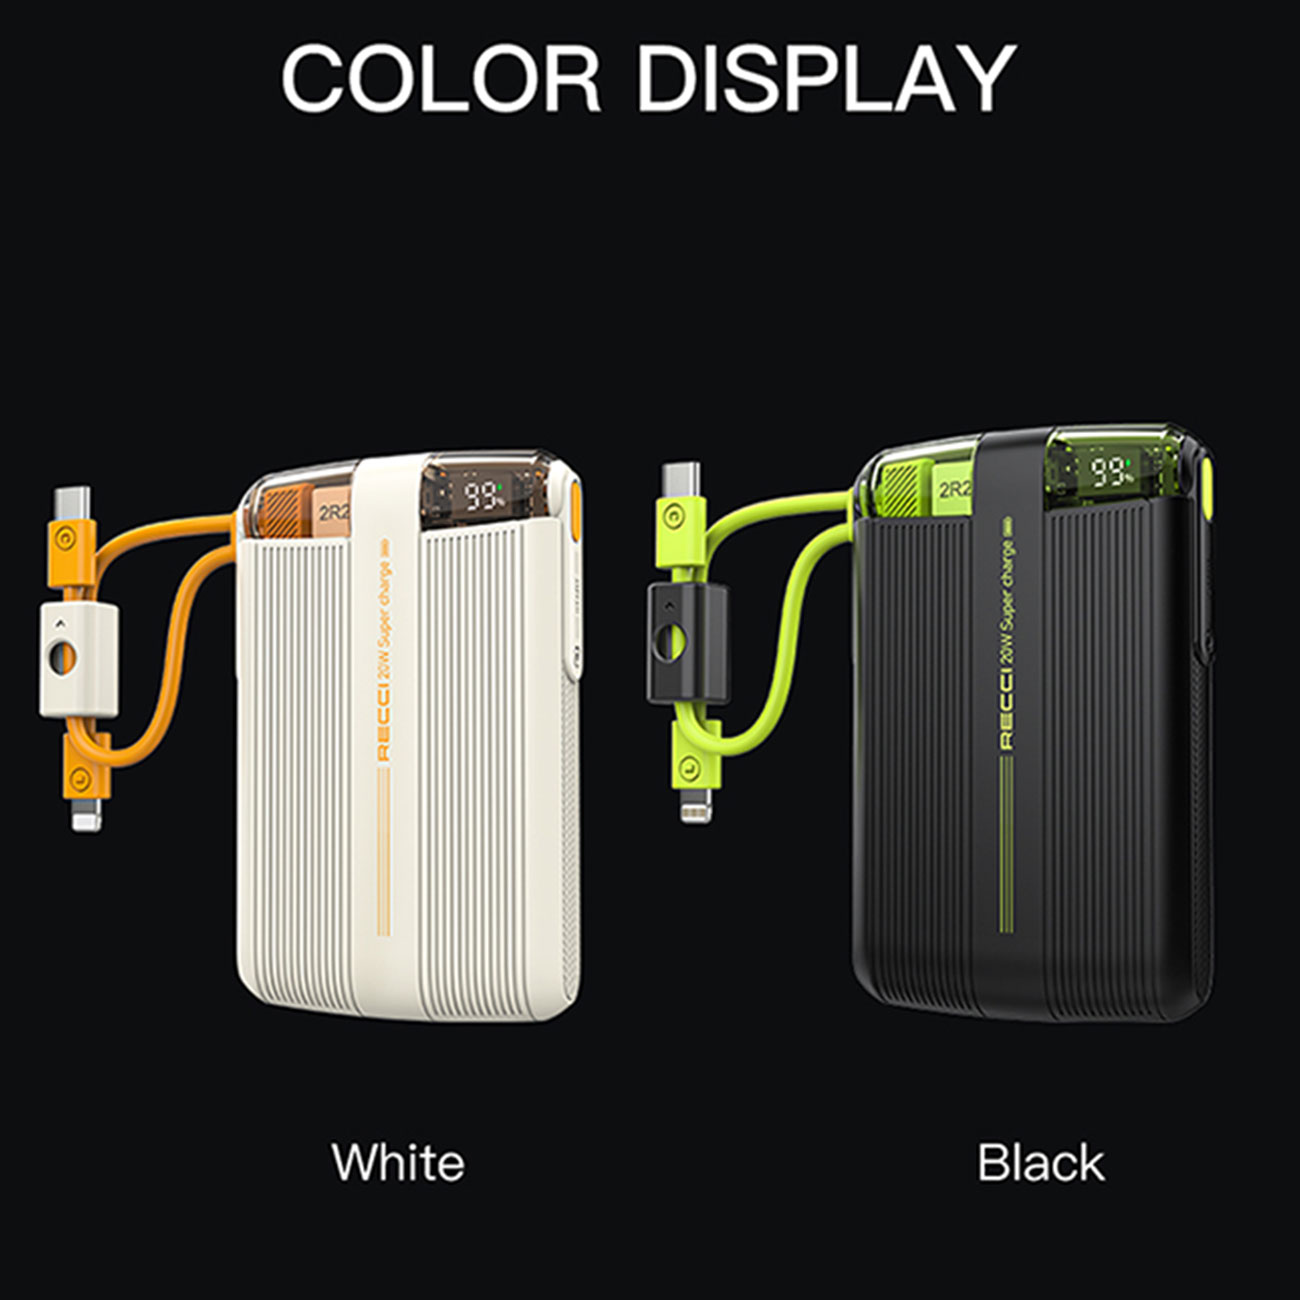 COLOR DISPLAY
2R2
99%
RECCI 20W Super charge
C
L
2R2
99%
RECCI 20W Super charge
C
L
White
Black